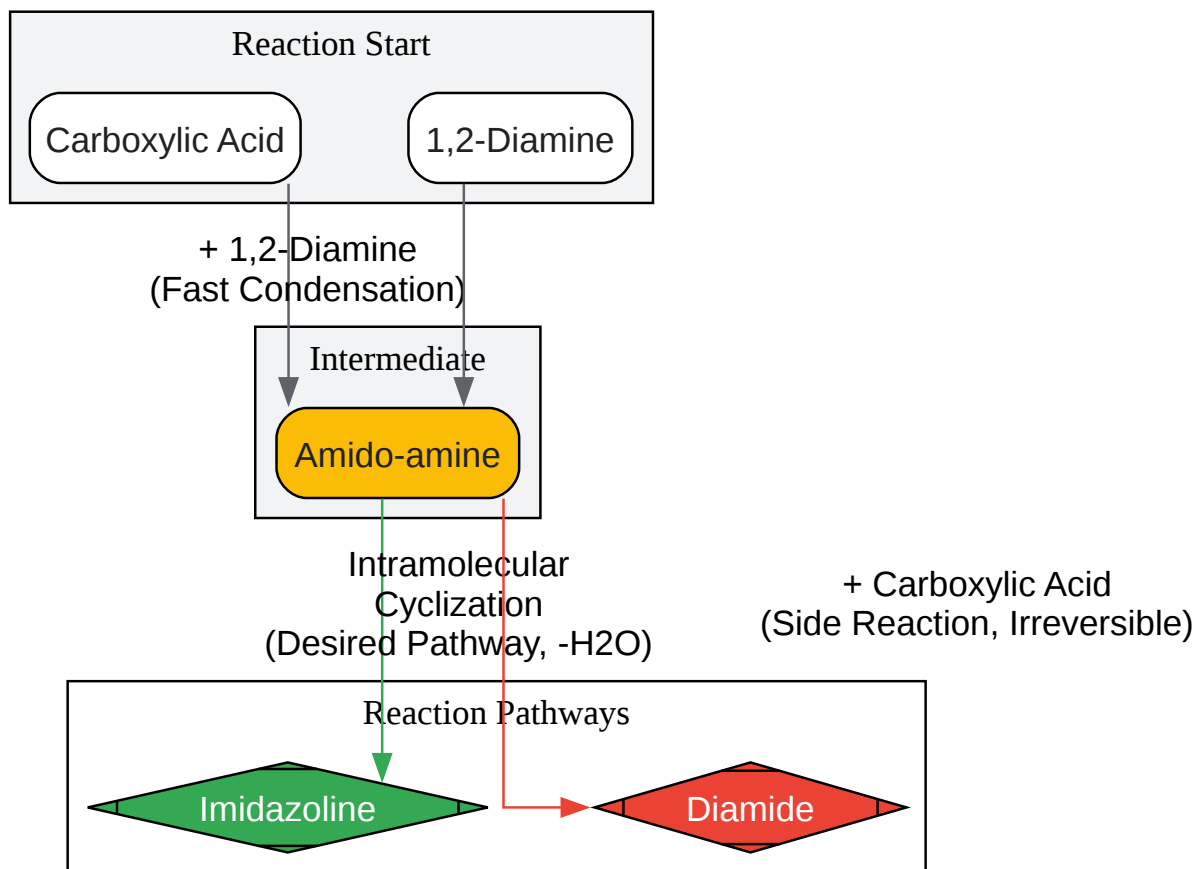 Reaction Start
Carboxylic Acid
1,2-Diamine
+ 1,2-Diamine
(Fast Condensation)
Intermediate
Amido-amine
Intramolecular
Cyclization
(Desired Pathway, -H2O)
+ Carboxylic Acid
(Side Reaction, Irreversible)
Reaction Pathways
Imidazoline
Diamide